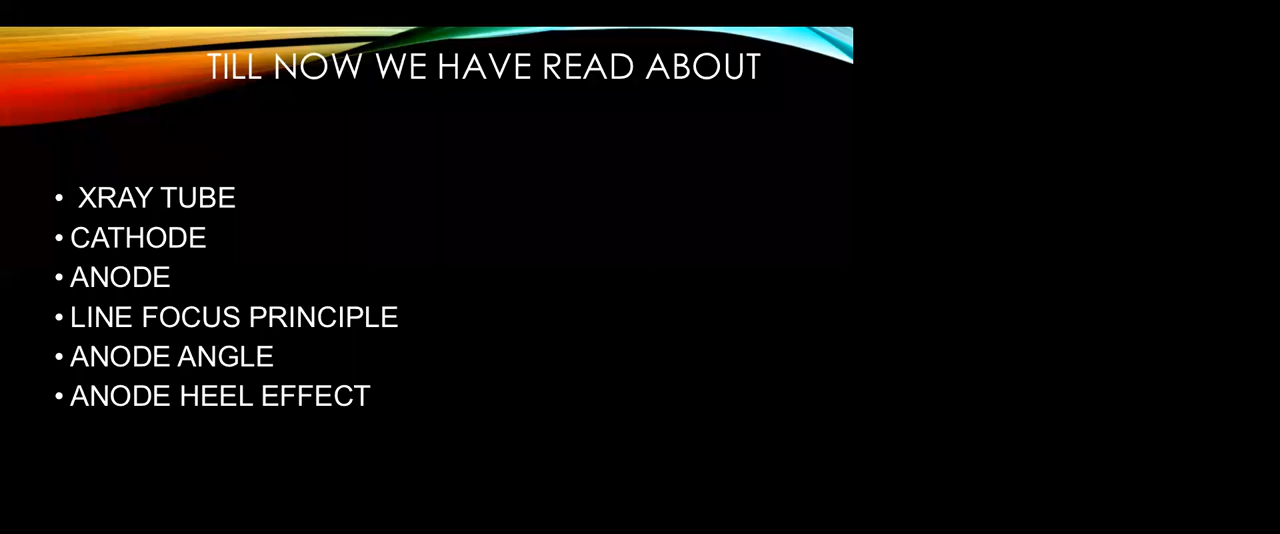 TILL NOW WE HAVE READ ABOUT
• XRAY TUBE
• CATHODE
• ANODE
• LINE FOCUS PRINCIPLE
• ANODE ANGLE
• ANODE HEEL EFFECT